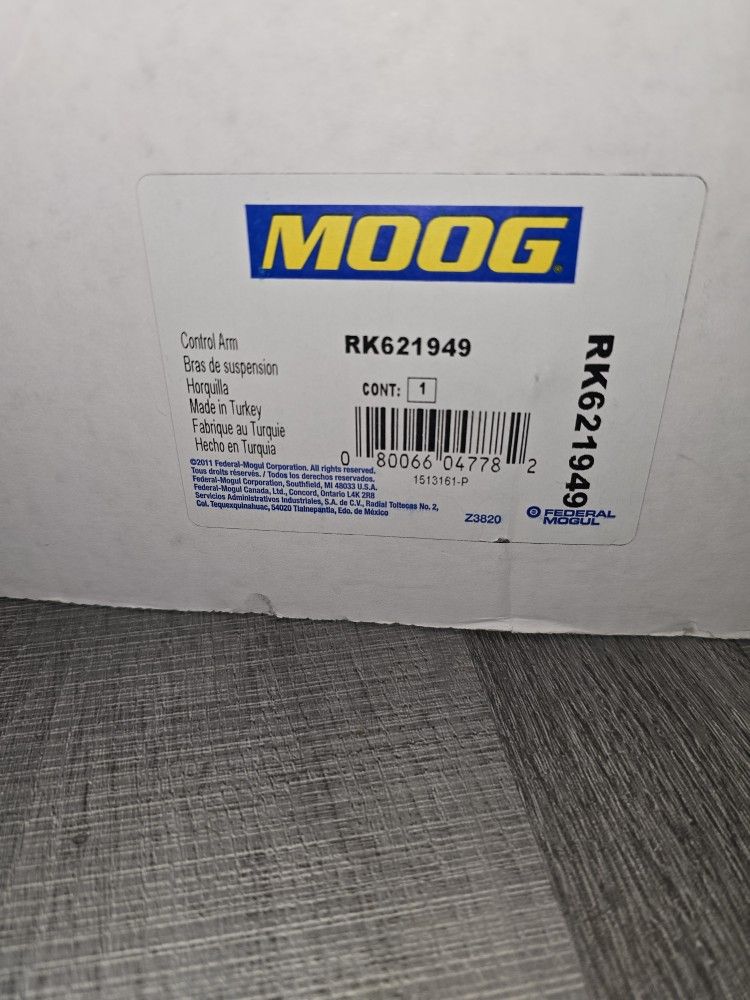 MOOG
Control Arm
Bras de suspension
Horquilla
Made in Turkey
Fabrique au Turquie
Hecho en Turquia
RK621949
CONT: 1
0 80066 04778 2
1513161-P
RK621949
©2011 Federal-Mogul Corporation. All rights reserved.
Tous droits réservés. / Todos los derechos reservados.
Federal-Mogul Corporation, Southfield, MI 48033 U.S.A.
Federal-Mogul Canada, Ltd., Concord, Ontario L4K 2R8
Servicios Administrativos Industriales, S.A. de C.V., Radial Toltecas No. 2,
Col. Tequexquinahuac, 54020 Tlalnepantla, Edo. de México
Z3820
FEDERAL
MOGUL